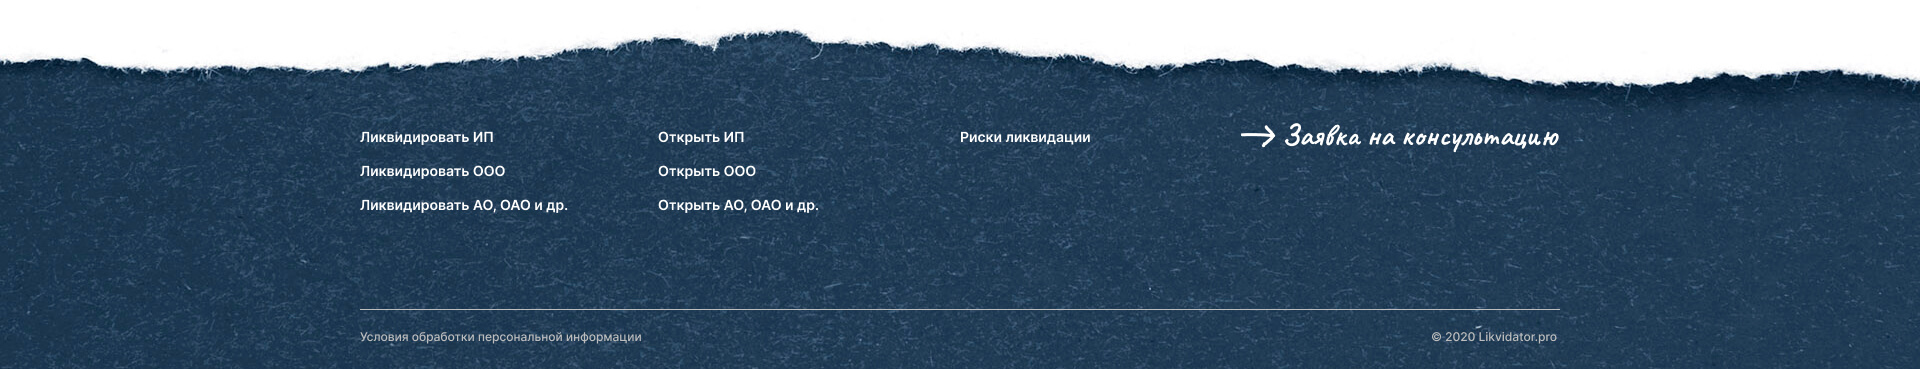 Ликвидировать ИП
Ликвидировать ООО
Ликвидировать АО, ОАО и др.
Открыть ИП
Открыть ООО
Открыть АО, ОАО и др.
Риски ликвидации
Заявка на консультацию
Условия обработки персональной информации
© 2020 Likvidator.pro